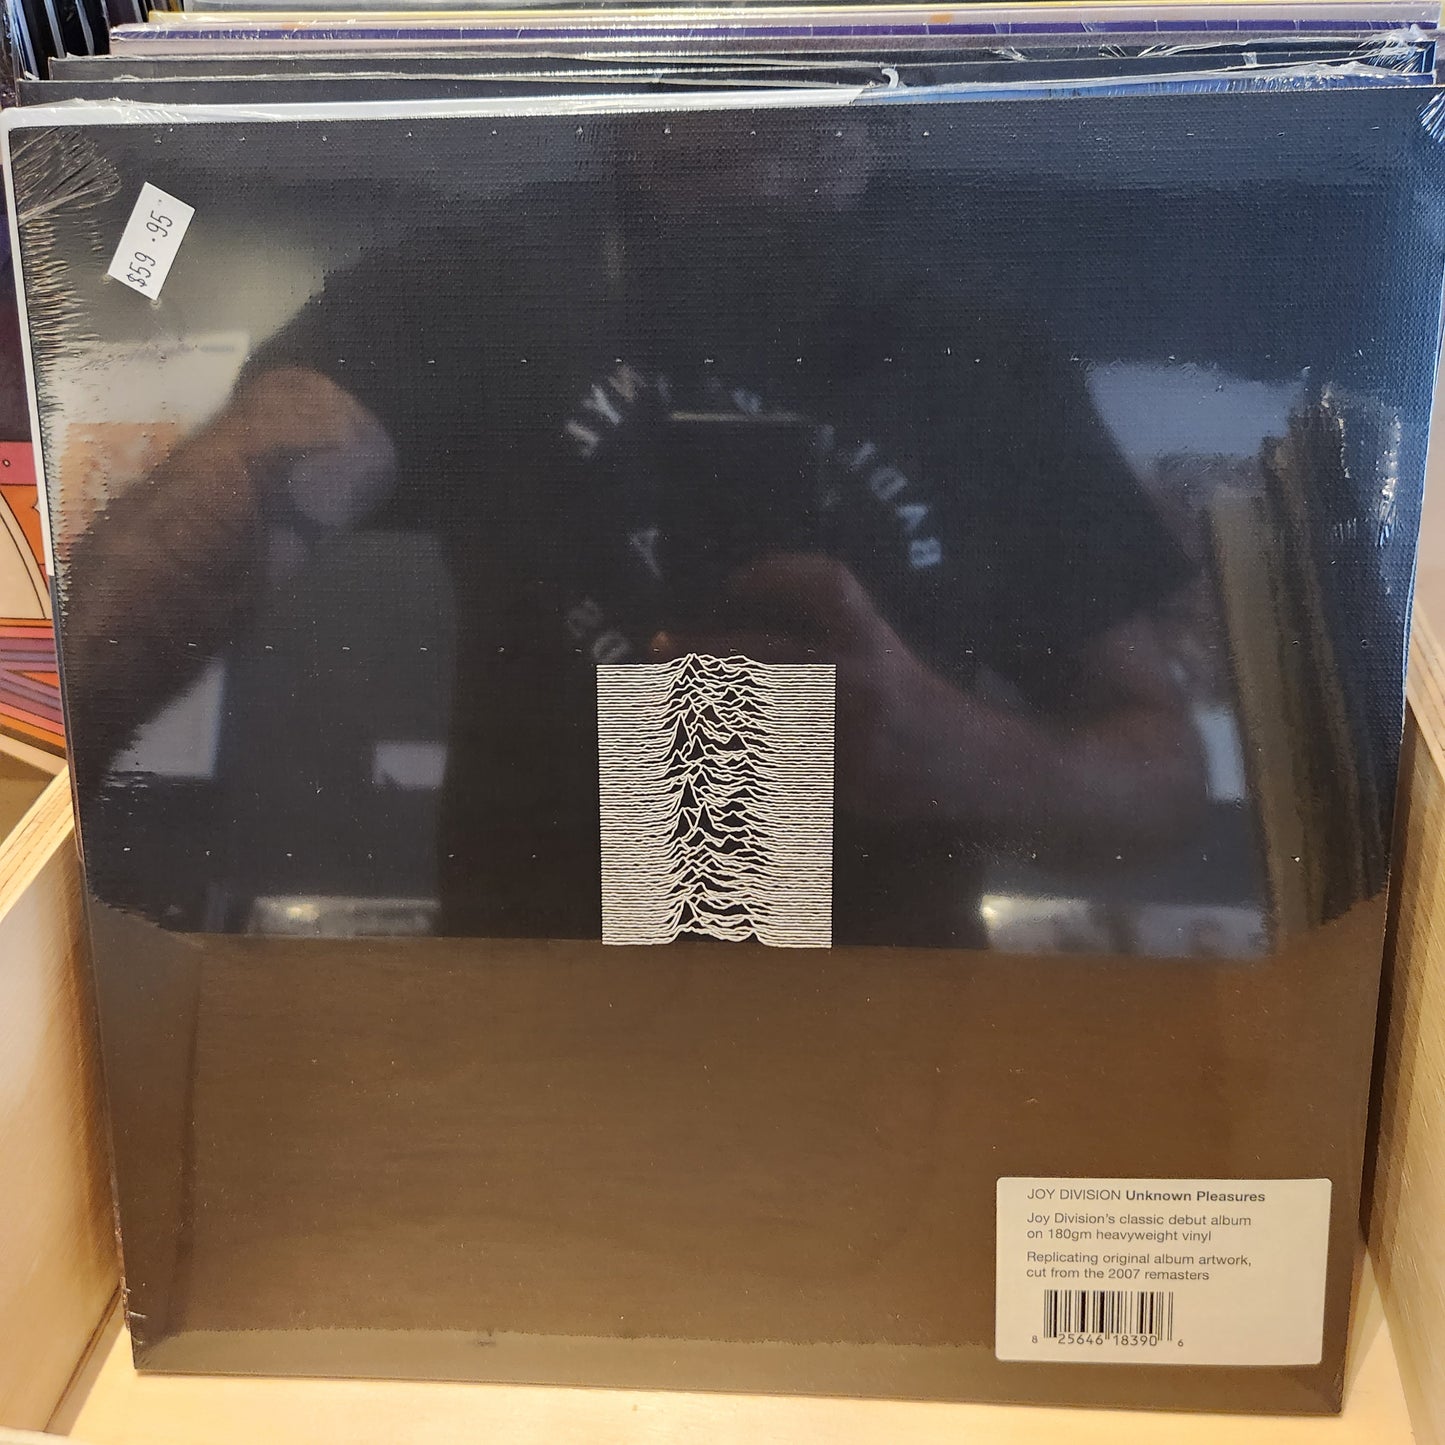 $59.95
JOY DIVISION Unknown Pleasures
Joy Division's classic debut album
on 180gm heavyweight vinyl
Replicating original album artwork,
cut from the 2007 remasters
8 25646 18390 6